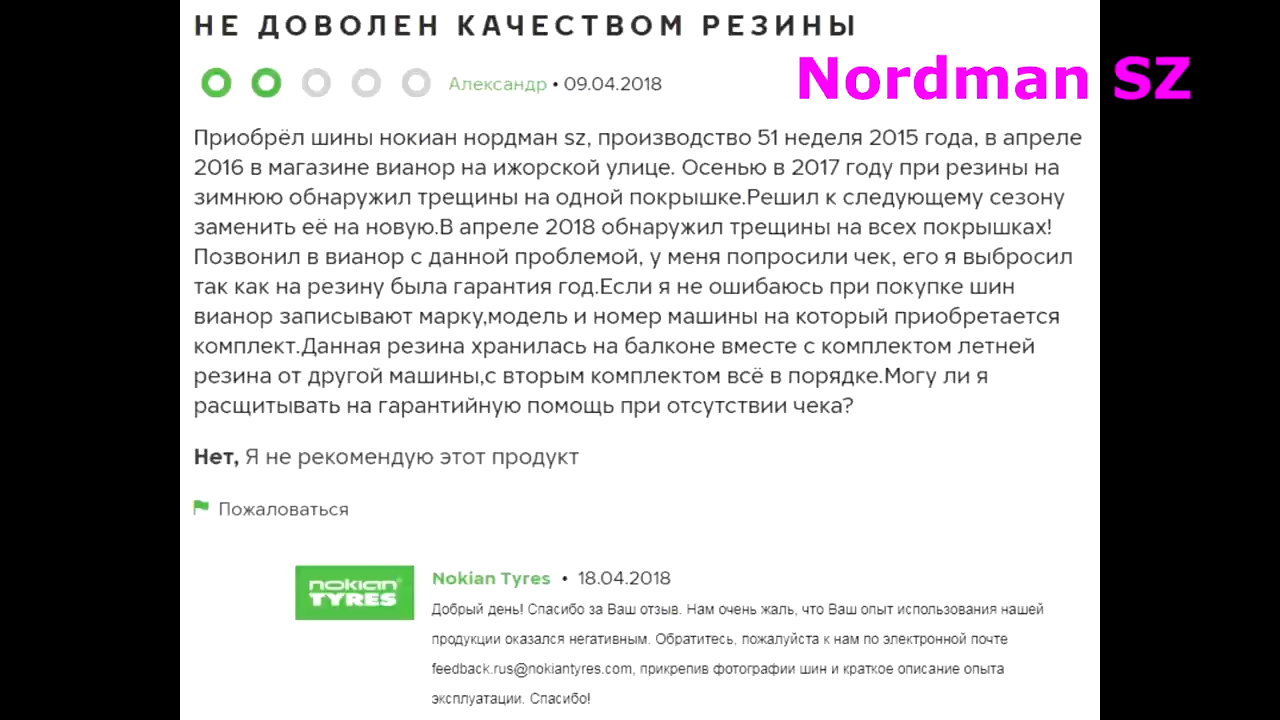 НЕ ДОВОЛЕН КАЧЕСТВОМ РЕЗИНЫ
Nordman SZ
Александр • 09.04.2018
Приобрёл шины нокиан нордман sz, производство 51 неделя 2015 года, в апреле
2016 в магазине вианор на ижорской улице. Осенью в 2017 году при резины на
зимнюю обнаружил трещины на одной покрышке.Решил к следующему сезону
заменить её на новую.В апреле 2018 обнаружил трещины на всех покрышках!
Позвонил в вианор с данной проблемой, у меня попросили чек, его я выбросил
так как на резину была гарантия год.Если я не ошибаюсь при покупке шин
вианор записывают марку,модель и номер машины на который приобретается
комплект.Данная резина хранилась на балконе вместе с комплектом летней
резина от другой машины,с вторым комплектом всё в порядке.Могу ли я
расщитывать на гарантийную помощь при отсутствии чека?
Нет, Я не рекомендую этот продукт
Пожаловаться
nokian
TYRES
Nokian Tyres • 18.04.2018
Добрый день! Спасибо за Ваш отзыв. Нам очень жаль, что Ваш опыт использования нашей
продукции оказался негативным. Обратитесь, пожалуйста к нам по электронной почте
feedback.rus@nokiantyres.com, прикрепив фотографии шин и краткое описание опыта
эксплуатации. Спасибо!